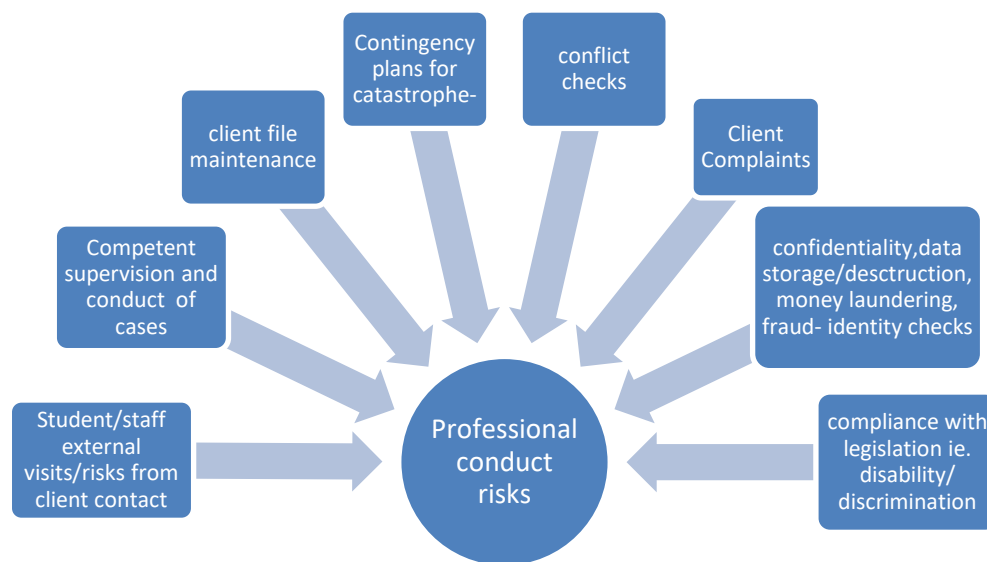 Contingency
plans for
catastrophe-
conflict
checks
client file
maintenance
Client
Complaints
Competent
supervision and
conduct of
cases
confidentiality,data
storage/desctruction,
money laundering,
fraud- identity checks
Student/staff
external
visits/risks from
client contact
Professional
conduct
risks
compliance with
legislation ie.
disability/
discrimination